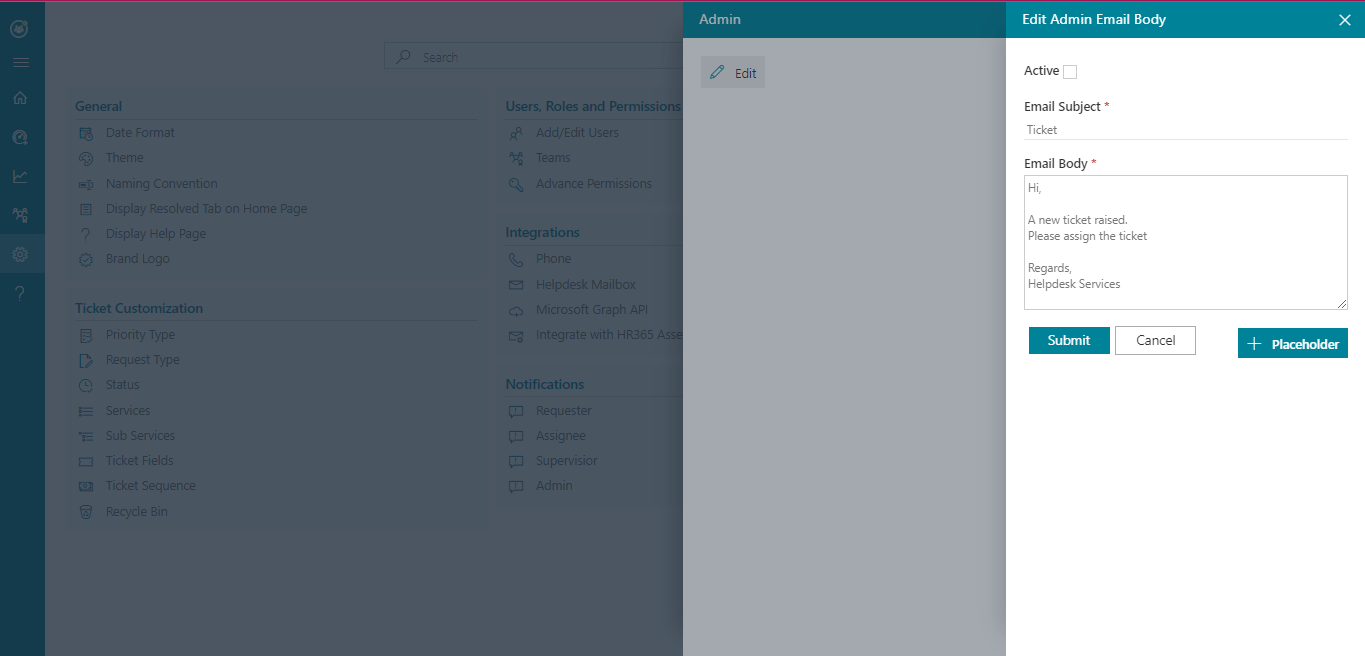 Admin
Edit Admin Email Body
Search
Edit
General
Date Format
Theme
Naming Convention
Display Resolved Tab on Home Page
Display Help Page
Brand Logo
Ticket Customization
Priority Type
Request Type
Status
Services
Sub Services
Ticket Fields
Ticket Sequence
Recycle Bin
Users, Roles and Permissions
Add/Edit Users
Teams
Advance Permissions
Integrations
Phone
Helpdesk Mailbox
Microsoft Graph API
Integrate with HR365 Asse
Notifications
Requester
Assignee
Supervisior
Admin
Active
Email Subject *
Ticket
Email Body *
Hi,
A new ticket raised.
Please assign the ticket
Regards,
Helpdesk Services
Submit
Cancel
Placeholder